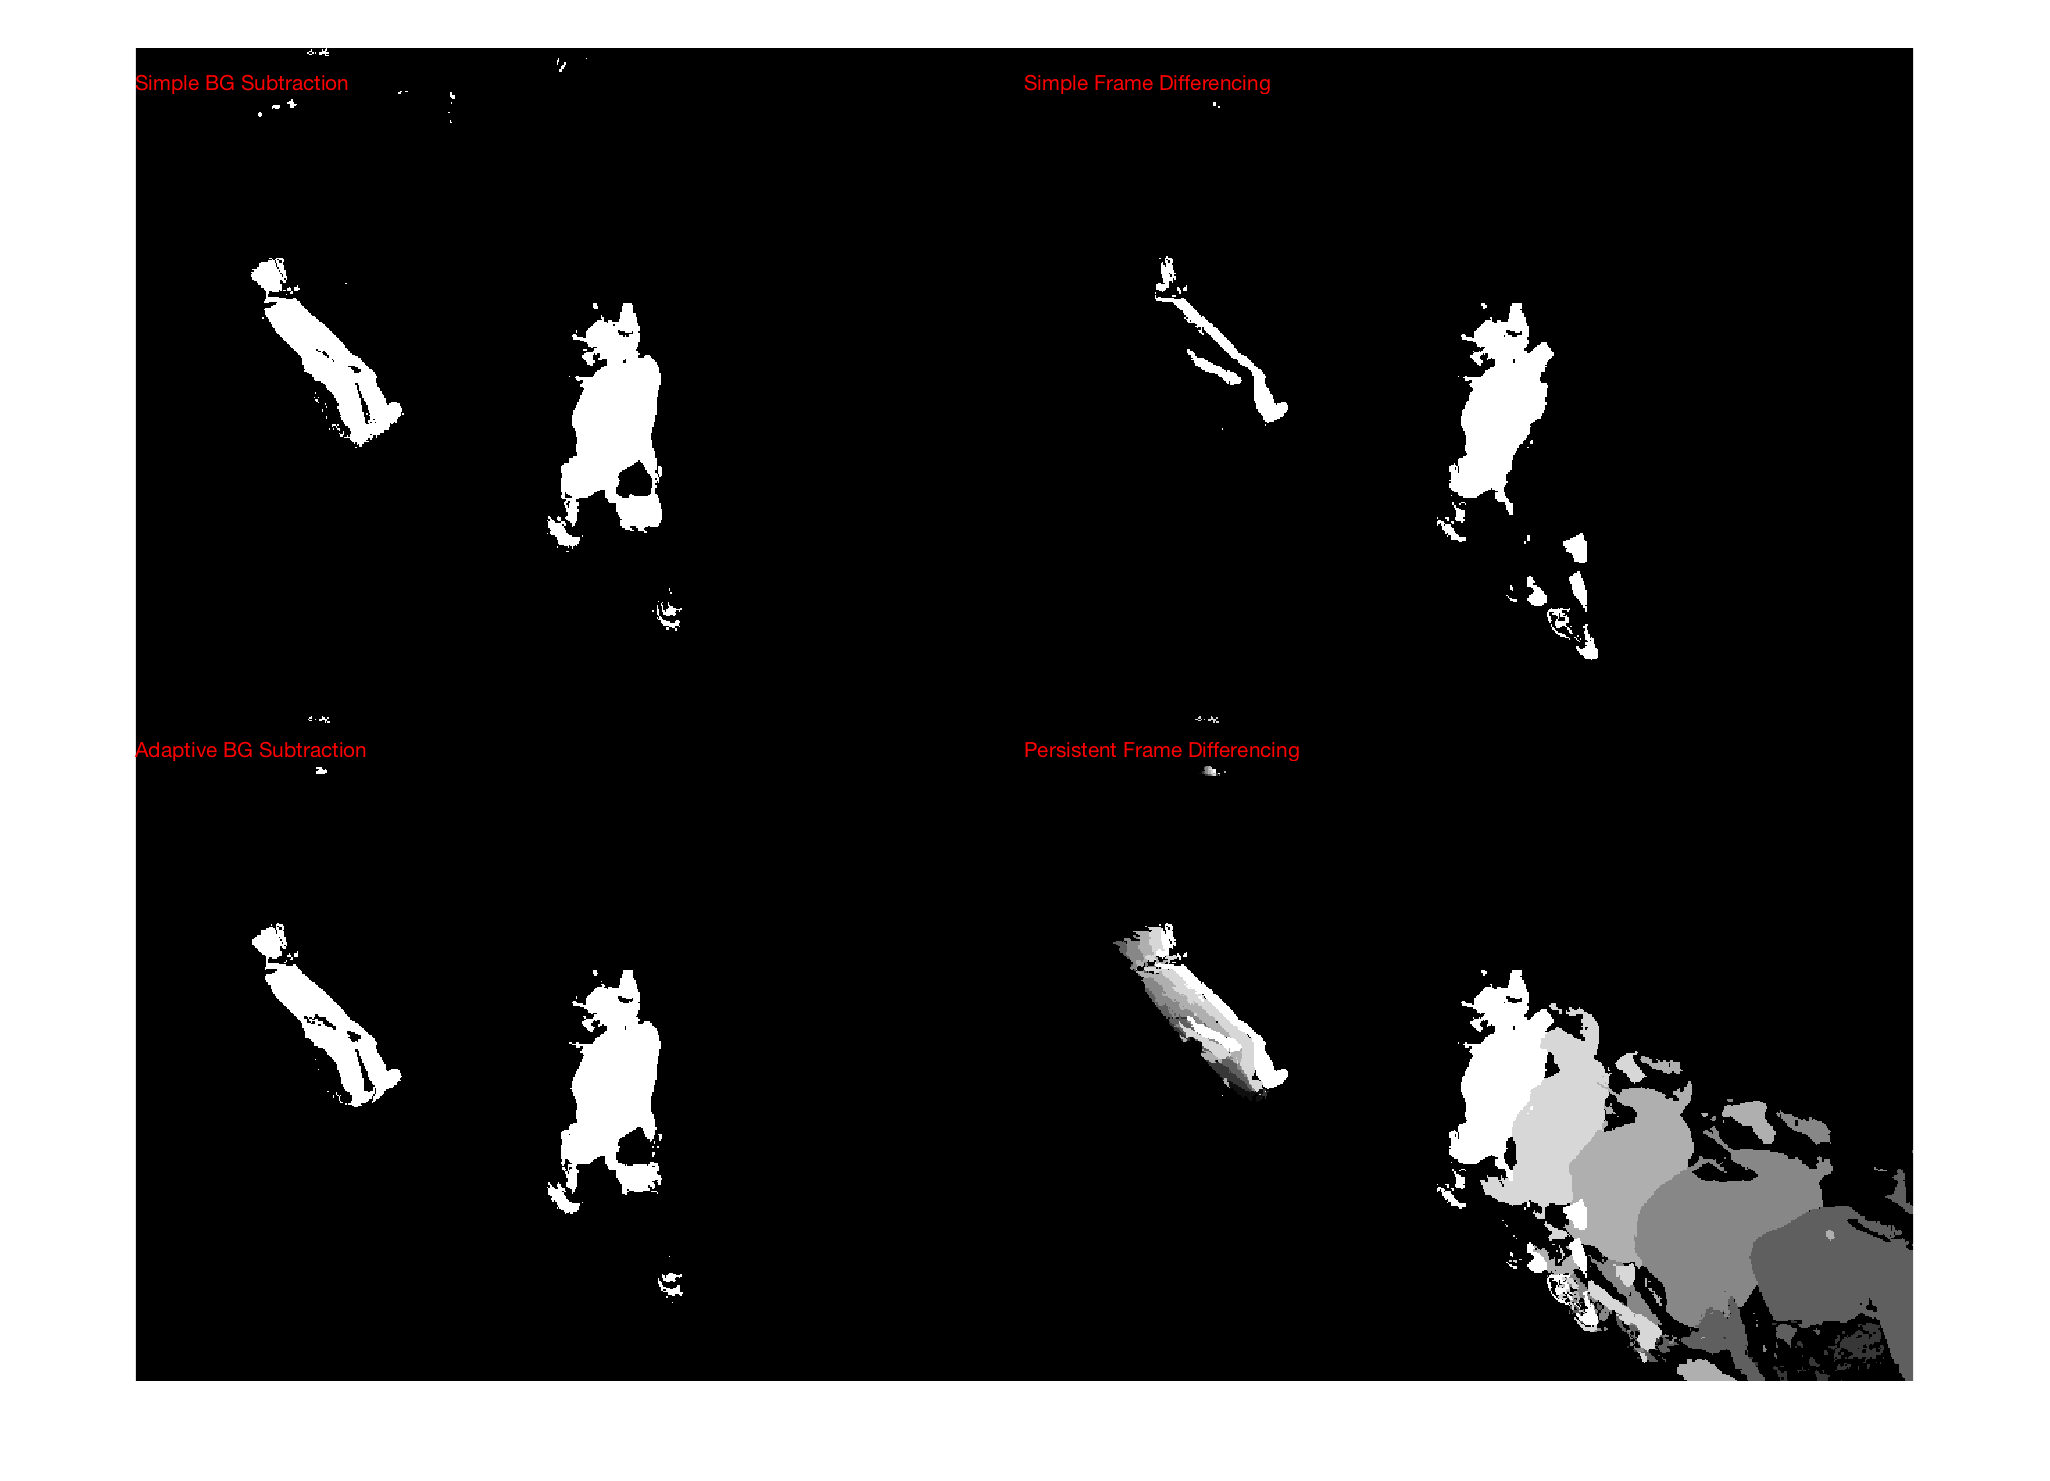 Simple BG Subtraction
Simple Frame Differencing
Adaptive BG Subtraction
Persistent Frame Differencing